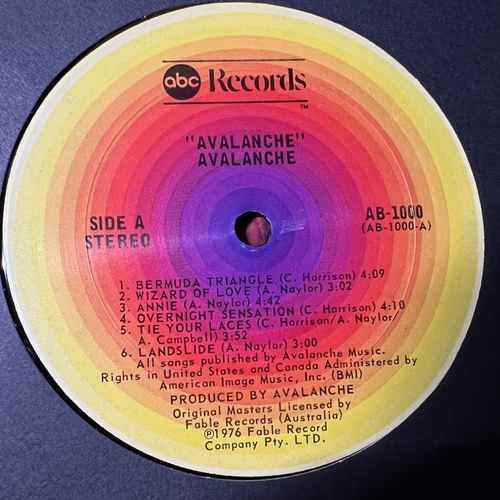 abc Records
TM
"AVALANCHE"
AVALANCHE
SIDE A
STEREO
AB-1000
(AB-1000-A)
1. BERMUDA TRIANGLE (C. Harrison) 4:09
2. WIZARD OF LOVE (A. Naylor) 3:02
3. ANNIE (A. Naylor) 4:42
4. OVERNIGHT SENSATION (C. Harrison) 4:10
5. TIE YOUR LACES (C. Harrison/A. Naylor/
A. Campbell) 3:52
6. LANDSLIDE (A. Naylor) 3:00
All songs published by Avalanche Music.
Rights in United States and Canada Administered by
American Image Music, Inc. (BMI)
PRODUCED BY AVALANCHE
Original Masters Licensed by
Fable Records (Australia)
Ⓟ1976 Fable Record
Company Pty. LTD.